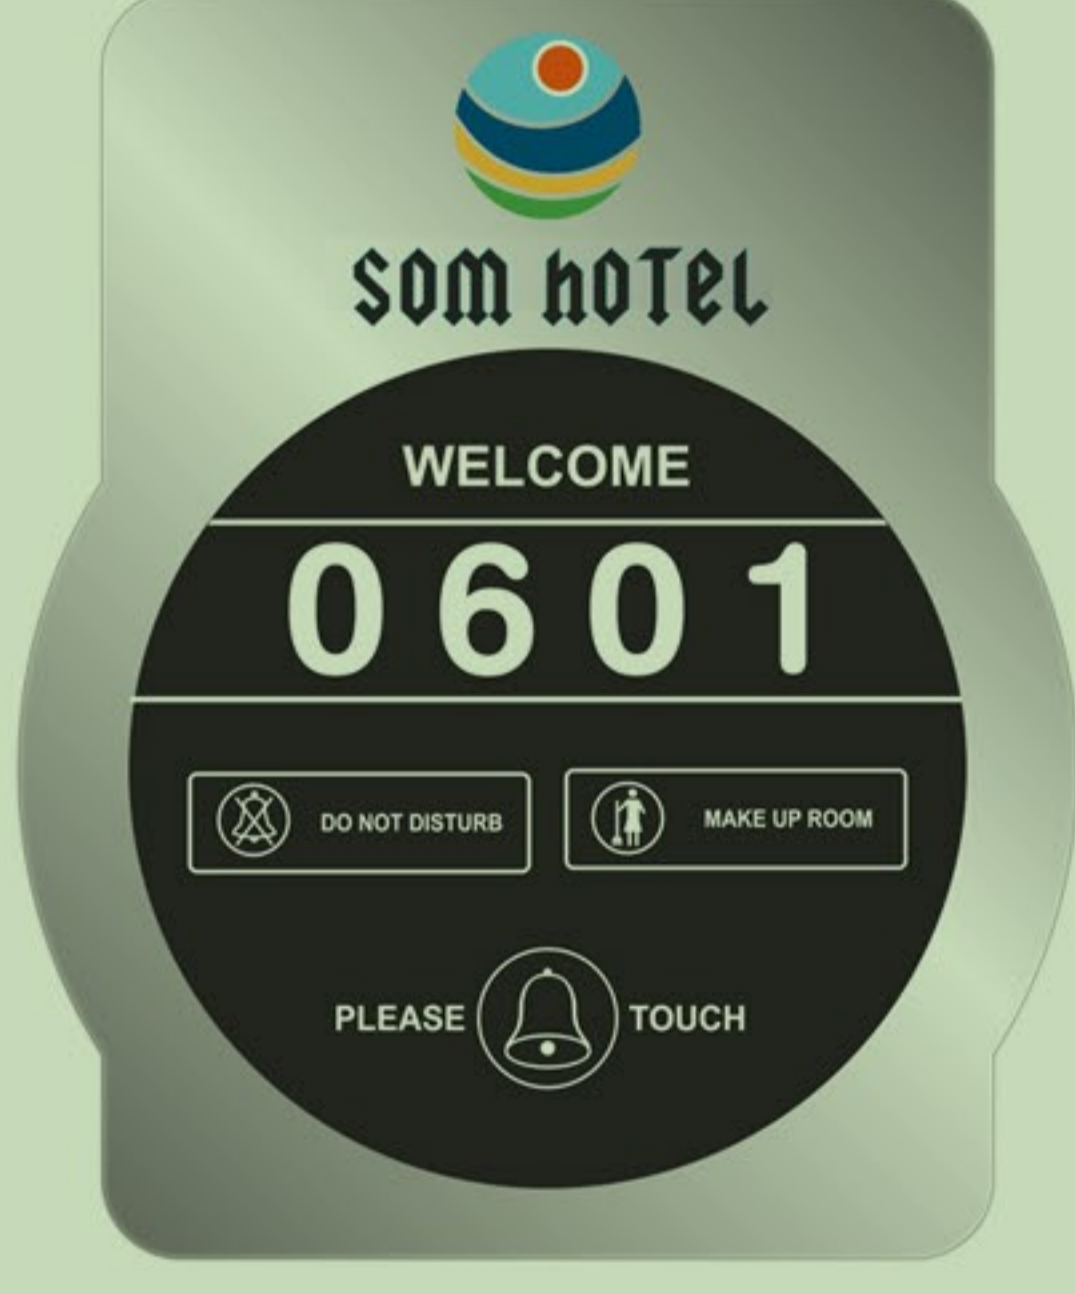 SOM hOTEL
WELCOME
0601
DO NOT DISTURB
MAKE UP ROOM
PLEASE TOUCH